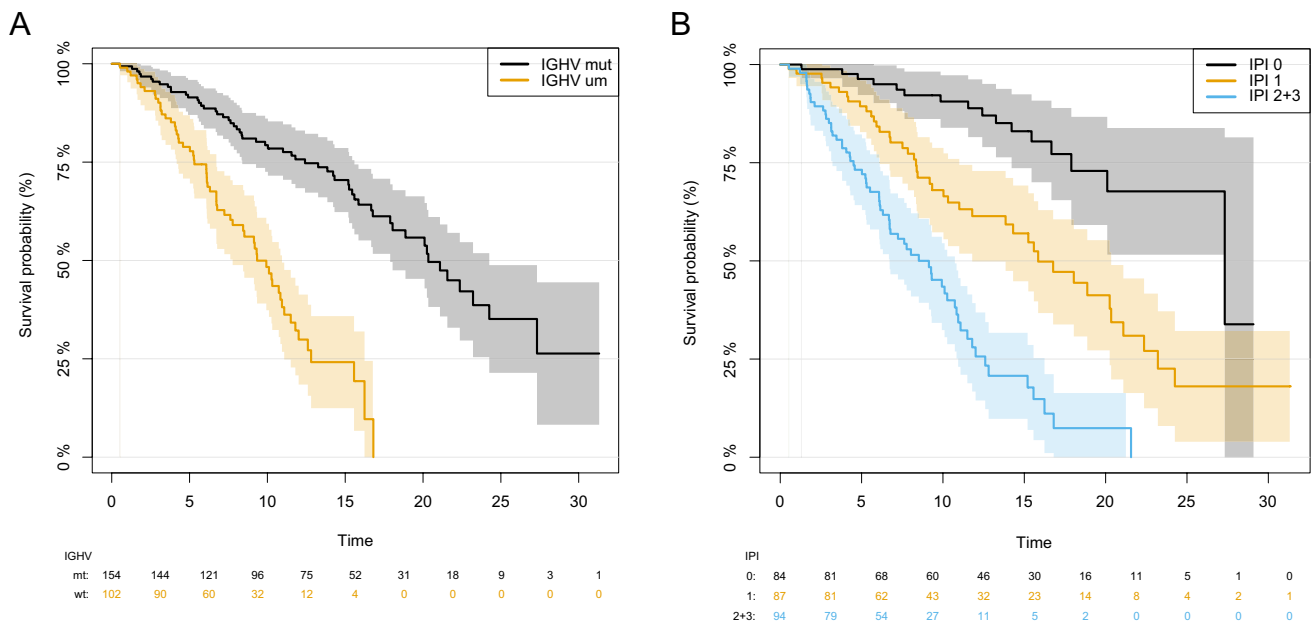 A
IGHV mut
IGHV um
Survival probability (%)
100 %
75 %
50 %
25 %
0 %
0 5 10 15 20 25 30
Time
IGHV
mt: 154 144 121 96 75 52 31 18 9 3 1
wt: 102 90 60 32 12 4 0 0 0 0 0
B
IPI 0
IPI 1
IPI 2+3
Survival probability (%)
100 %
75 %
50 %
25 %
0 %
0 5 10 15 20 25 30
Time
IPI
0: 84 81 68 60 46 30 16 11 5 1 0
1: 87 81 62 43 32 23 14 8 4 2 1
2+3: 94 79 54 27 11 5 2 0 0 0 0